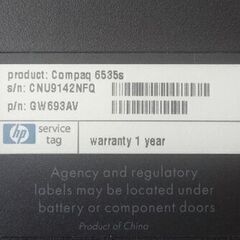 product: Compaq 6535s
s/n: CNU9142NFQ
p/n: GW693AV
hp service tag warranty 1 year
Agency and regulatory
labels may be located under
battery or component doors
Product of China